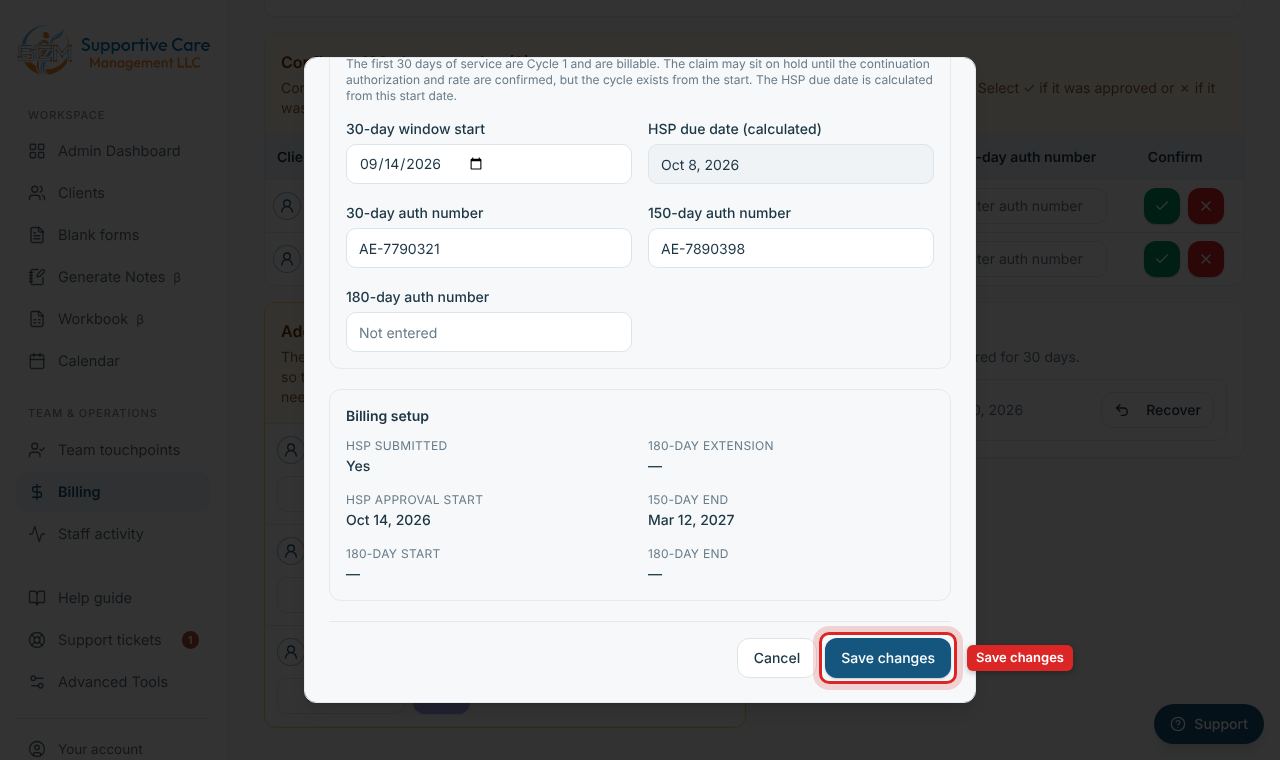 Supportive Care
Management LLC
WORKSPACE
Admin Dashboard
Clients
Blank forms
Generate Notes β
Workbook β
Calendar
TEAM & OPERATIONS
Team touchpoints
Billing
Staff activity
Help guide
Support tickets 1
Advanced Tools
Your account
Select ✓ if it was approved or × if it
-day auth number Confirm
ter auth number
ter auth number
red for 30 days.
Recover
The first 30 days of service are Cycle 1 and are billable. The claim may sit on hold until the continuation
authorization and rate are confirmed, but the cycle exists from the start. The HSP due date is calculated
from this start date.
30-day window start HSP due date (calculated)
09/14/2026 Oct 8, 2026
30-day auth number 150-day auth number
AE-7790321 AE-7890398
180-day auth number
Not entered
Billing setup
HSP SUBMITTED 180-DAY EXTENSION
Yes —
HSP APPROVAL START 150-DAY END
Oct 14, 2026 Mar 12, 2027
180-DAY START 180-DAY END
— —
Cancel Save changes Save changes
Support